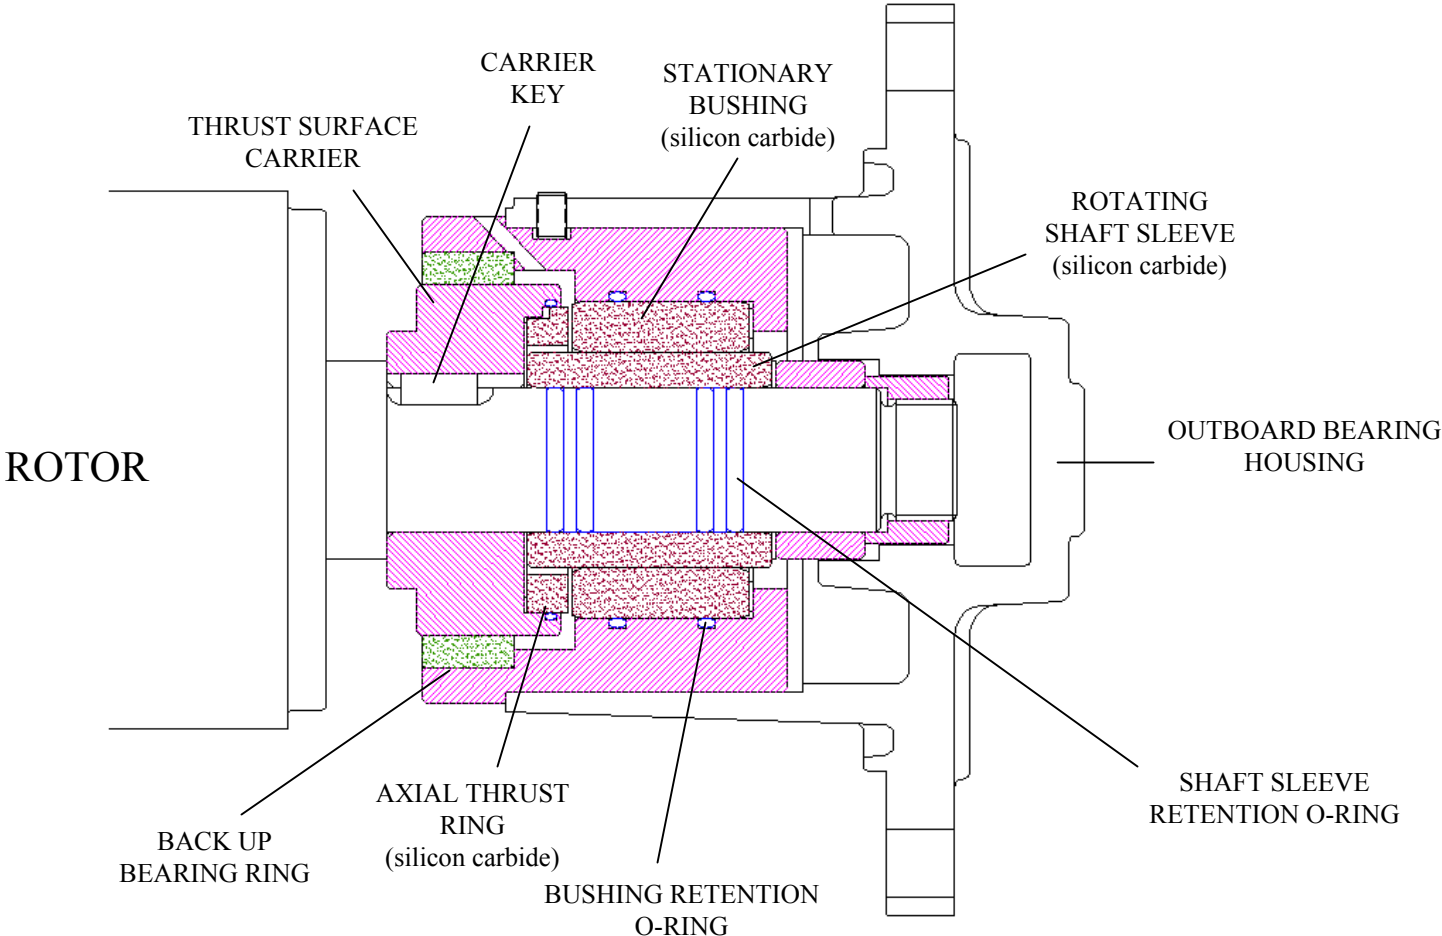 CARRIER
KEY
STATIONARY
BUSHING
(silicon carbide)
THRUST SURFACE
CARRIER
ROTATING
SHAFT SLEEVE
(silicon carbide)
ROTOR
OUTBOARD BEARING
HOUSING
SHAFT SLEEVE
RETENTION O-RING
AXIAL THRUST
RING
(silicon carbide)
BACK UP
BEARING RING
BUSHING RETENTION
O-RING